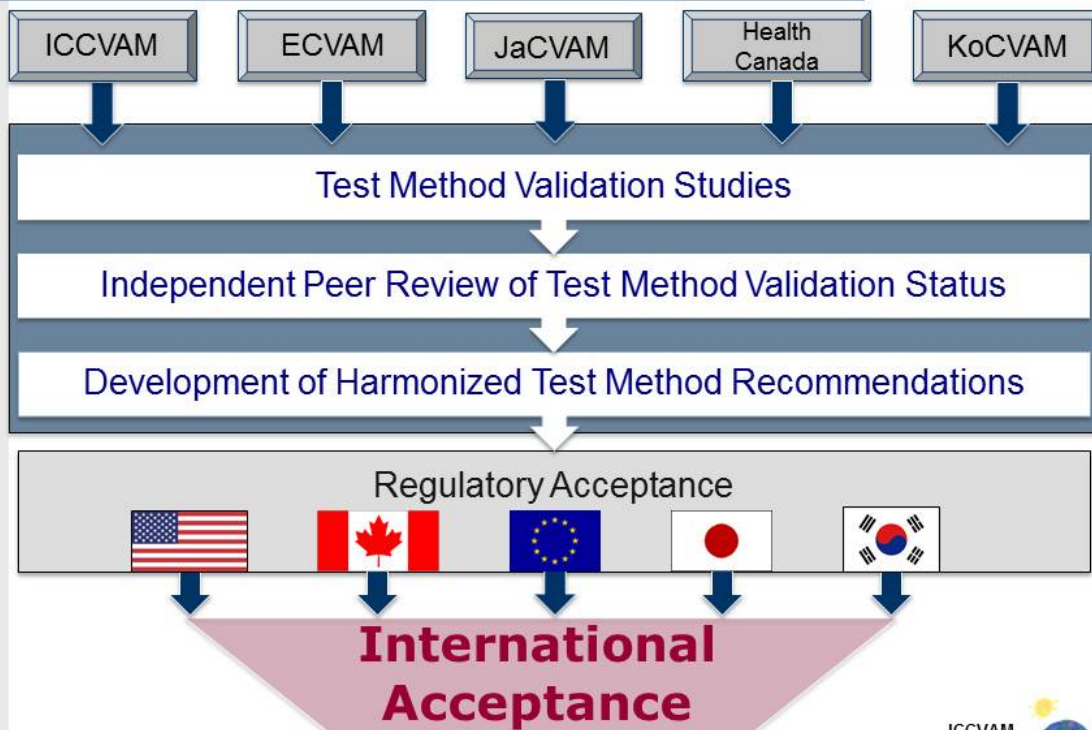 ICCVAM
ECVAM
JaCVAM
Health
Canada
KoCVAM
Test Method Validation Studies
Independent Peer Review of Test Method Validation Status
Development of Harmonized Test Method Recommendations
Regulatory Acceptance
International
Acceptance
ICCVAM